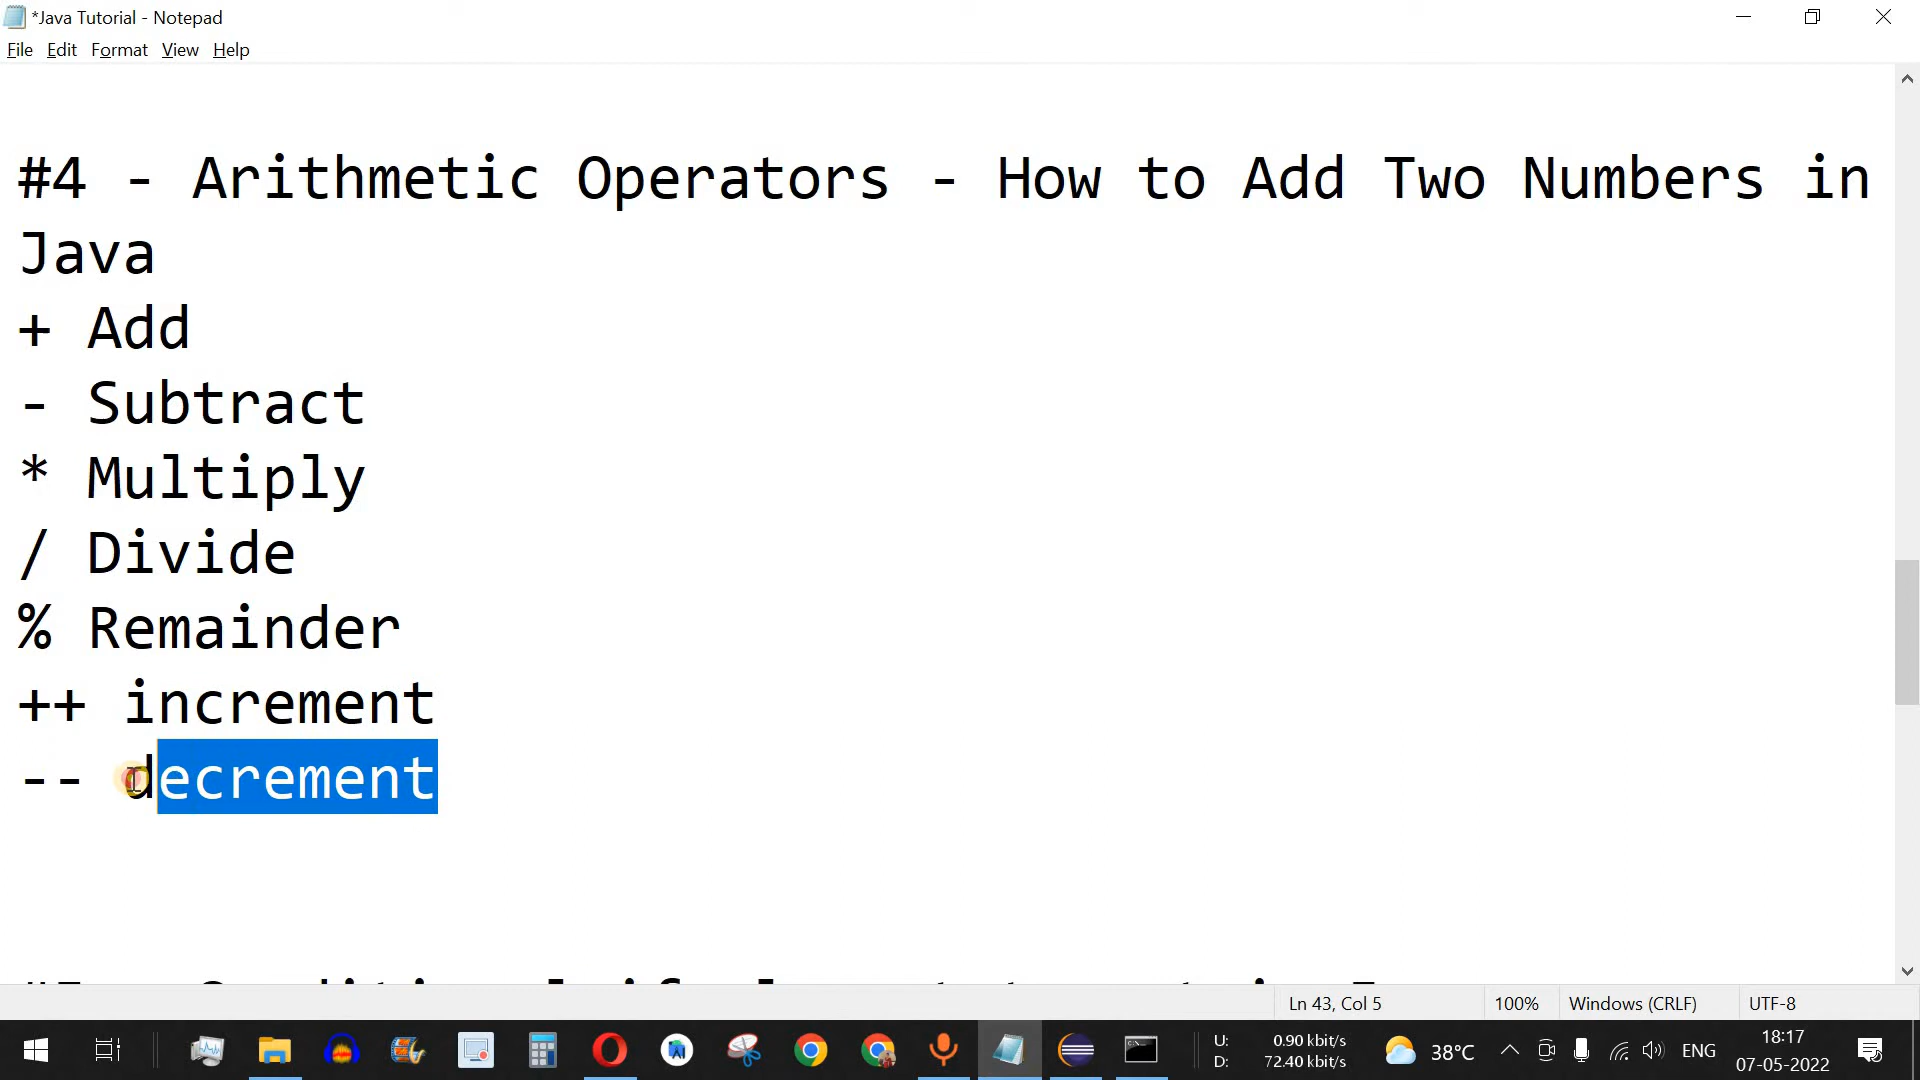 *Java Tutorial - Notepad
File Edit Format View Help
#4 - Arithmetic Operators - How to Add Two Numbers in
Java
+ Add
- Subtract
* Multiply
/ Divide
% Remainder
++ increment
-- decrement
Ln 43, Col 5 100% Windows (CRLF) UTF-8
U: 0.90 kbit/s
D: 72.40 kbit/s
38°C
ENG
18:17
07-05-2022